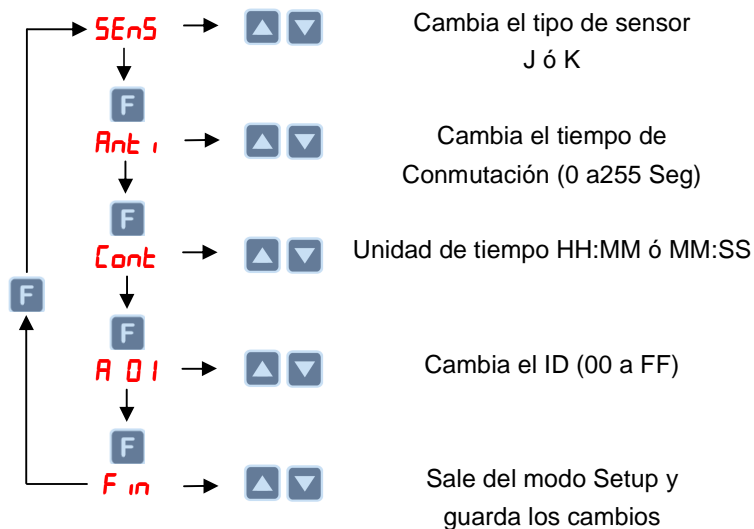 SEnS
Cambia el tipo de sensor
J ó K
F
Ant i
Cambia el tiempo de
Conmutación (0 a255 Seg)
F
Cont
Unidad de tiempo HH:MM ó MM:SS
F
F
A 01
Cambia el ID (00 a FF)
F
F in
Sale del modo Setup y
guarda los cambios